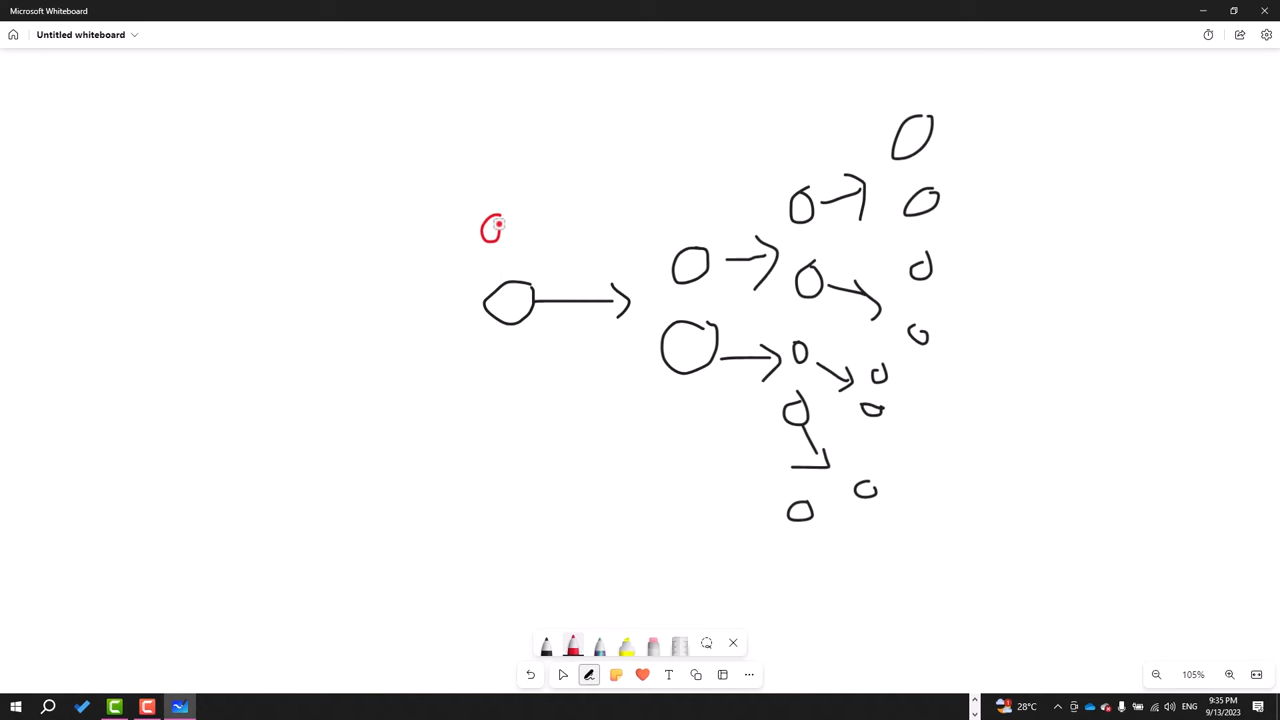 Microsoft Whiteboard
Untitled whiteboard
105%
28°C
ENG
9:35 PM
9/13/2023